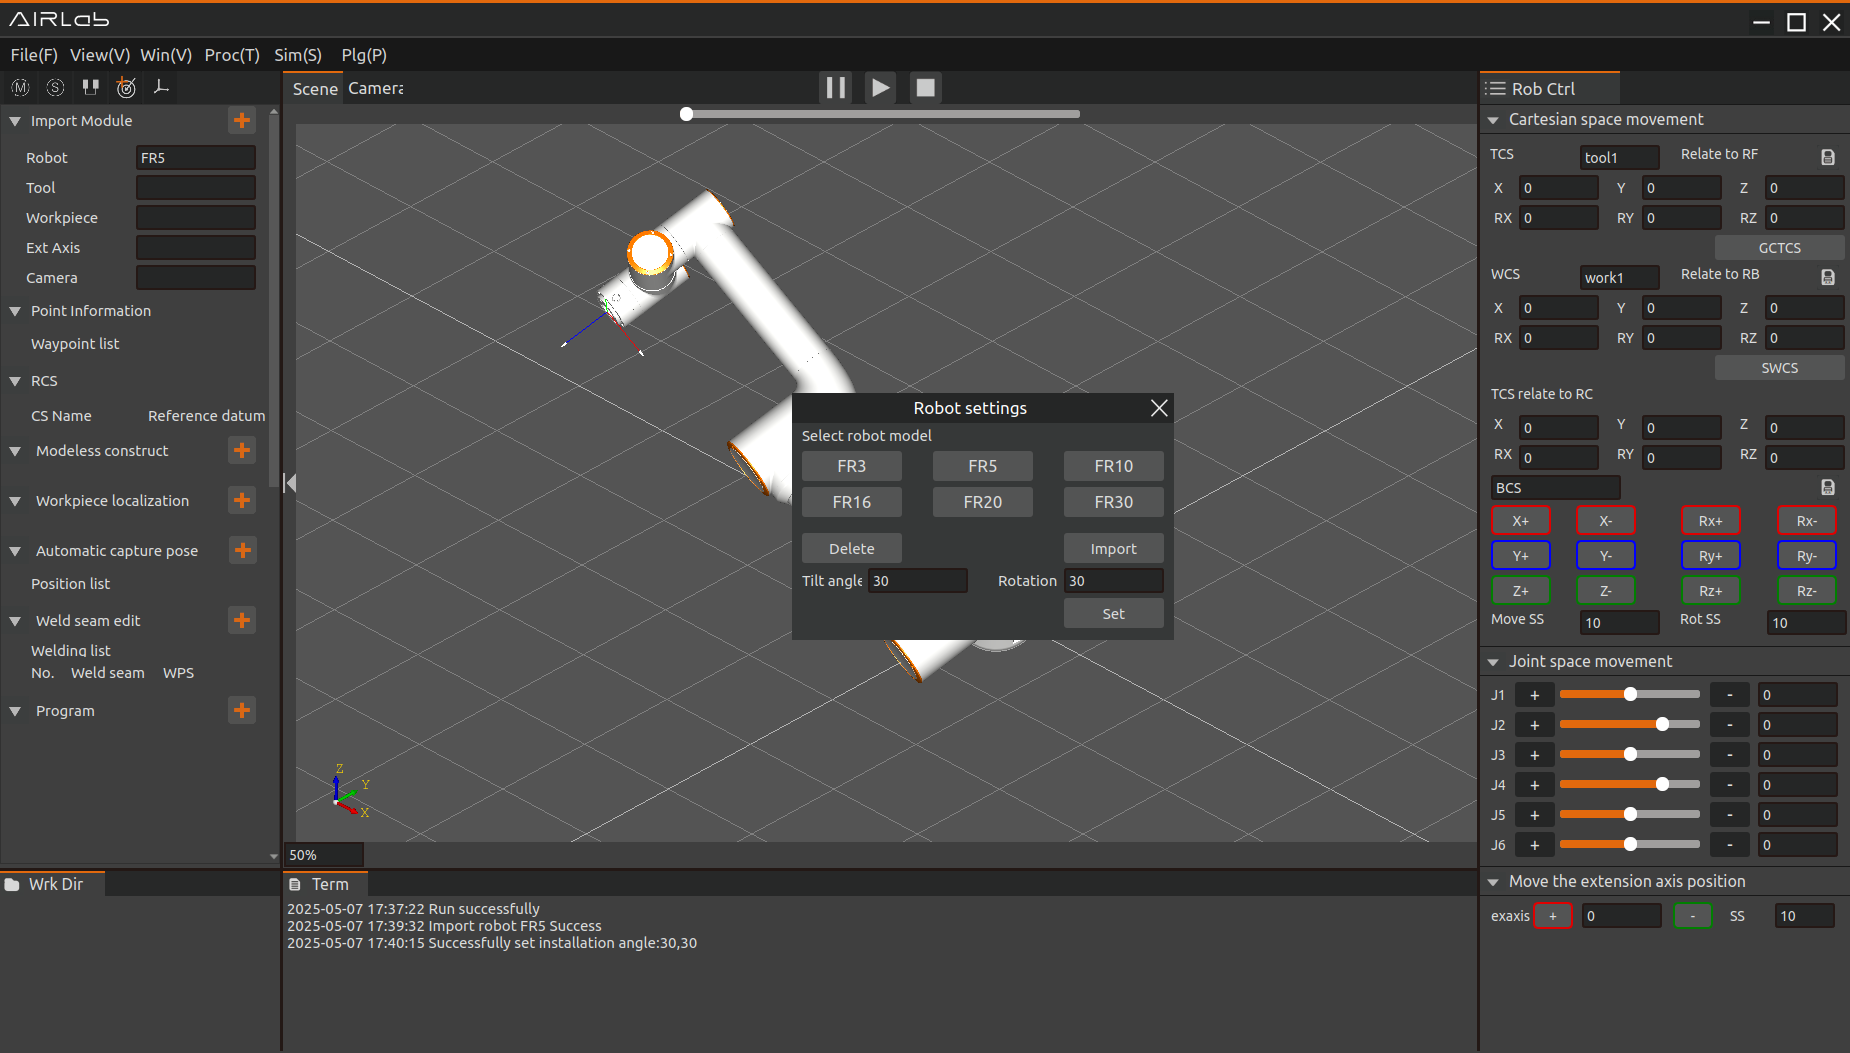 AIRLab
File(F) View(V) Win(V) Proc(T) Sim(S) Plg(P)
M S
Import Module
Robot FR5
Tool
Workpiece
Ext Axis
Camera
Point Information
Waypoint list
RCS
CS Name Reference datum
Modeless construct
Workpiece localization
Automatic capture pose
Position list
Weld seam edit
Welding list
No. Weld seam WPS
Program
Scene Camera
Z
Y
X
50%
Robot settings
Select robot model
FR3 FR5 FR10
FR16 FR20 FR30
Delete Import
Tilt angle 30 Rotation 30
Set
Rob Ctrl
Cartesian space movement
TCS tool1 Relate to RF
X 0 Y 0 Z 0
RX 0 RY 0 RZ 0
GCTCS
WCS work1 Relate to RB
X 0 Y 0 Z 0
RX 0 RY 0 RZ 0
SWCS
TCS relate to RC
X 0 Y 0 Z 0
RX 0 RY 0 RZ 0
BCS
X+ X- Rx+ Rx-
Y+ Y- Ry+ Ry-
Z+ Z- Rz+ Rz-
Move SS 10 Rot SS 10
Joint space movement
J1 + - 0
J2 + - 0
J3 + - 0
J4 + - 0
J5 + - 0
J6 + - 0
Move the extension axis position
exaxis + 0 - SS 10
Wrk Dir
Term
2025-05-07 17:37:22 Run successfully
2025-05-07 17:39:32 Import robot FR5 Success
2025-05-07 17:40:15 Successfully set installation angle:30,30